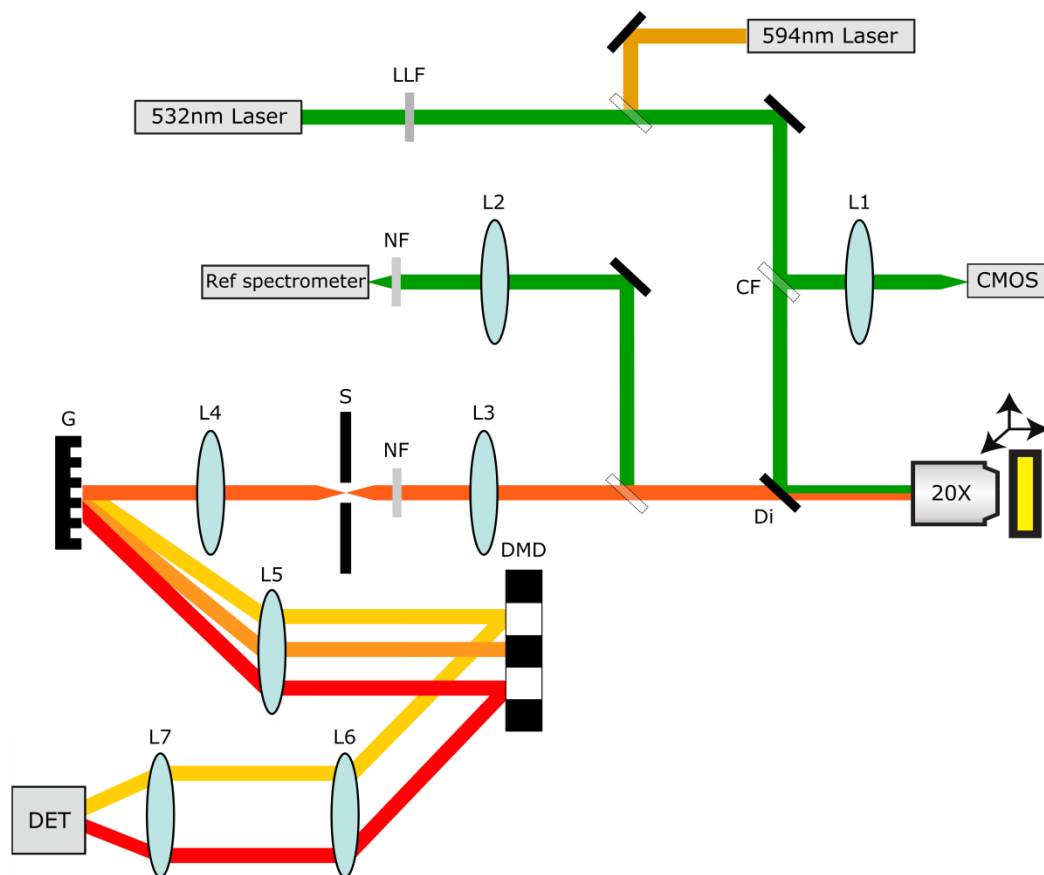 594nm Laser
LLF
532nm Laser
L2
L1
NF
Ref spectrometer
CF
CMOS
G
L4
S
L3
NF
20X
Di
DMD
L5
L7
L6
DET